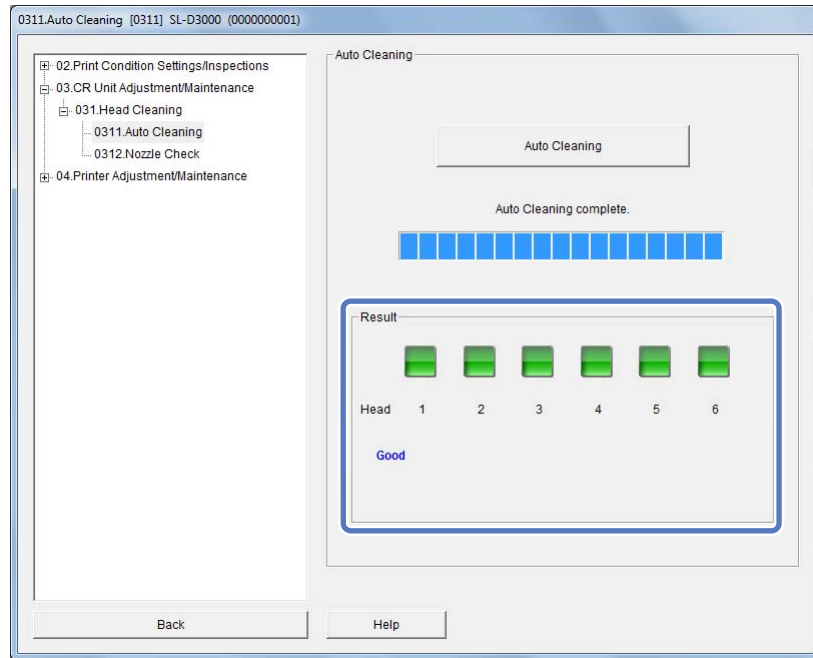 0311.Auto Cleaning [0311] SL-D3000 (0000000001)
02.Print Condition Settings/Inspections
03.CR Unit Adjustment/Maintenance
031.Head Cleaning
0311.Auto Cleaning
0312.Nozzle Check
04.Printer Adjustment/Maintenance
Auto Cleaning
Auto Cleaning
Auto Cleaning complete.
Result
Head 1 2 3 4 5 6
Good
Back
Help